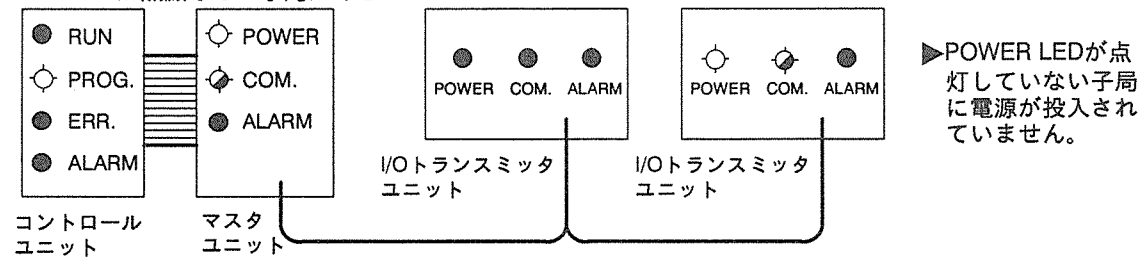 RUN
PROG.
ERR.
ALARM
POWER
COM.
ALARM
POWER COM. ALARM
POWER COM. ALARM
▶POWER LEDが点
灯していない子局
に電源が投入され
ていません。
I/Oトランスミッタ
ユニット
I/Oトランスミッタ
ユニット
コントロール
ユニット
マスタ
ユニット